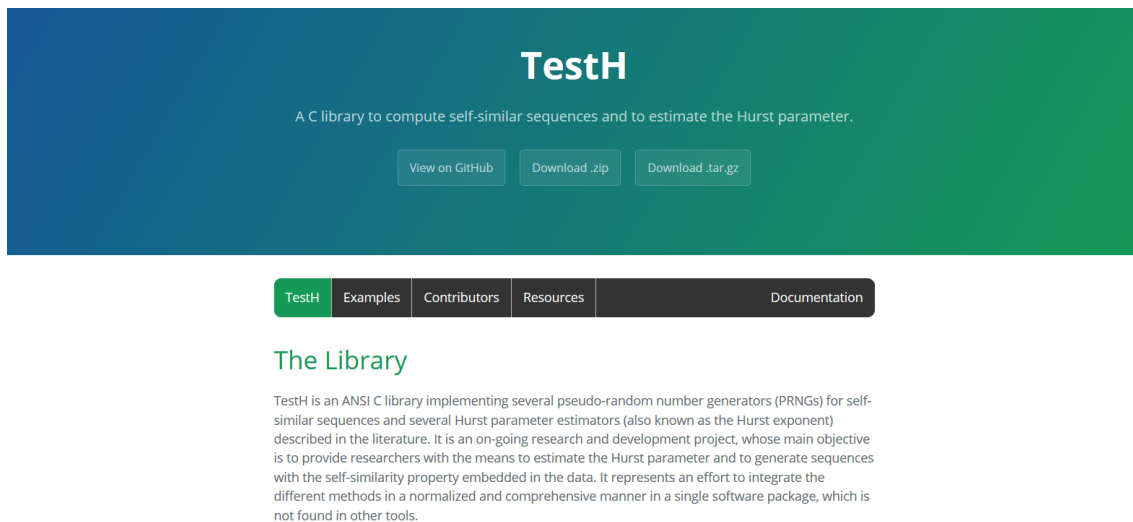 TestH
A C library to compute self-similar sequences and to estimate the Hurst parameter.
View on GitHub Download .zip Download .tar.gz
TestH Examples Contributors Resources Documentation
The Library
TestH is an ANSI C library implementing several pseudo-random number generators (PRNGs) for self-
similar sequences and several Hurst parameter estimators (also known as the Hurst exponent)
described in the literature. It is an on-going research and development project, whose main objective
is to provide researchers with the means to estimate the Hurst parameter and to generate sequences
with the self-similarity property embedded in the data. It represents an effort to integrate the
different methods in a normalized and comprehensive manner in a single software package, which is
not found in other tools.